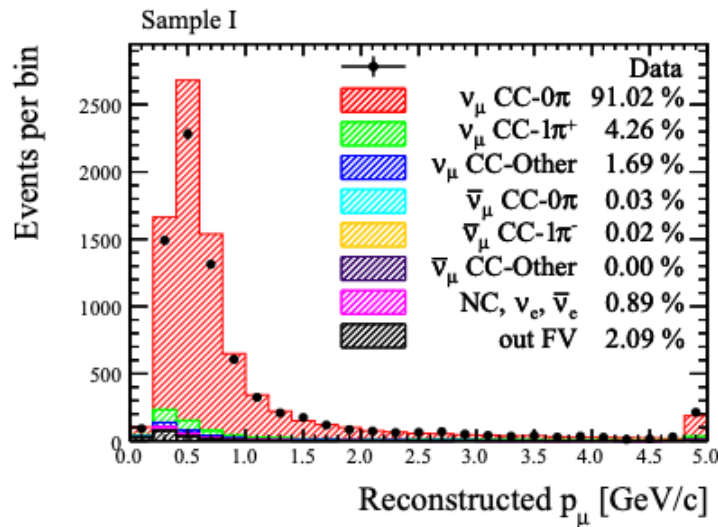 Sample I
Events per bin
2500
2000
1500
1000
500
0
Data
νμ CC-0π 91.02 %
νμ CC-1π⁺ 4.26 %
νμ CC-Other 1.69 %
ν̅μ CC-0π 0.03 %
ν̅μ CC-1π⁻ 0.02 %
ν̅μ CC-Other 0.00 %
NC, νe, ν̅e 0.89 %
out FV 2.09 %
0.0 0.5 1.0 1.5 2.0 2.5 3.0 3.5 4.0 4.5 5.0
Reconstructed pμ [GeV/c]